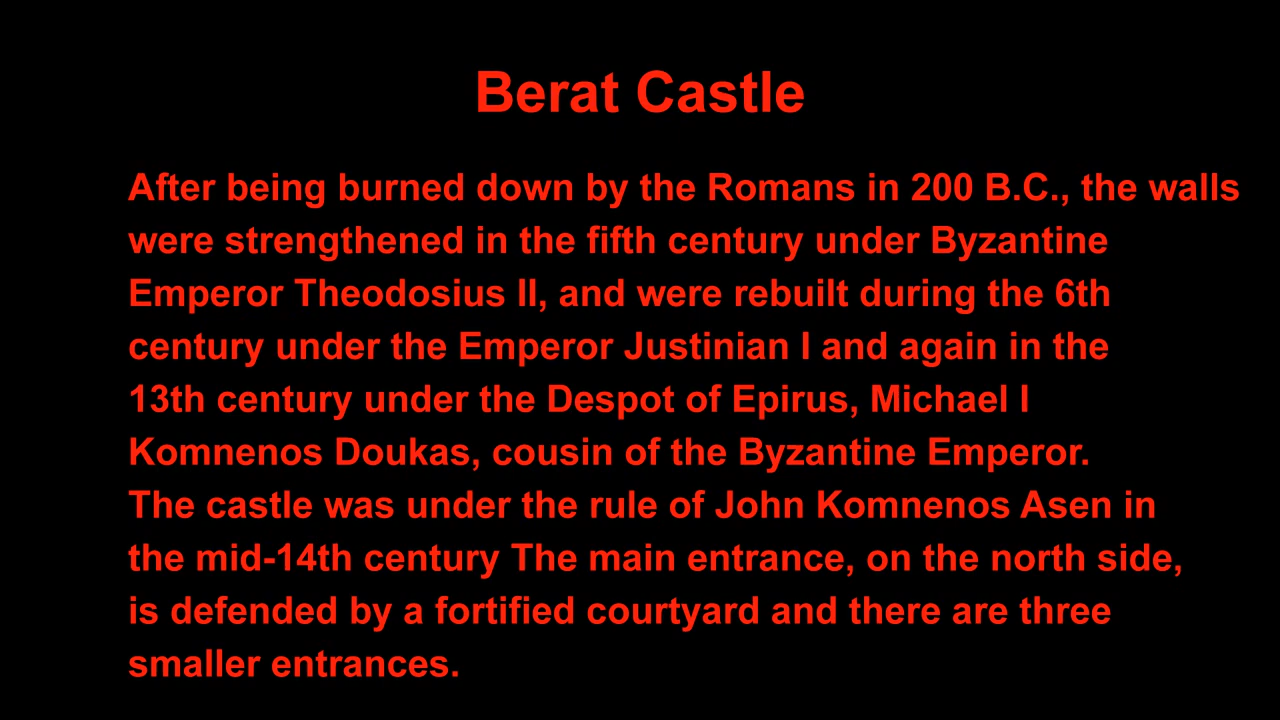 Berat Castle
After being burned down by the Romans in 200 B.C., the walls
were strengthened in the fifth century under Byzantine
Emperor Theodosius II, and were rebuilt during the 6th
century under the Emperor Justinian I and again in the
13th century under the Despot of Epirus, Michael I
Komnenos Doukas, cousin of the Byzantine Emperor.
The castle was under the rule of John Komnenos Asen in
the mid-14th century The main entrance, on the north side,
is defended by a fortified courtyard and there are three
smaller entrances.